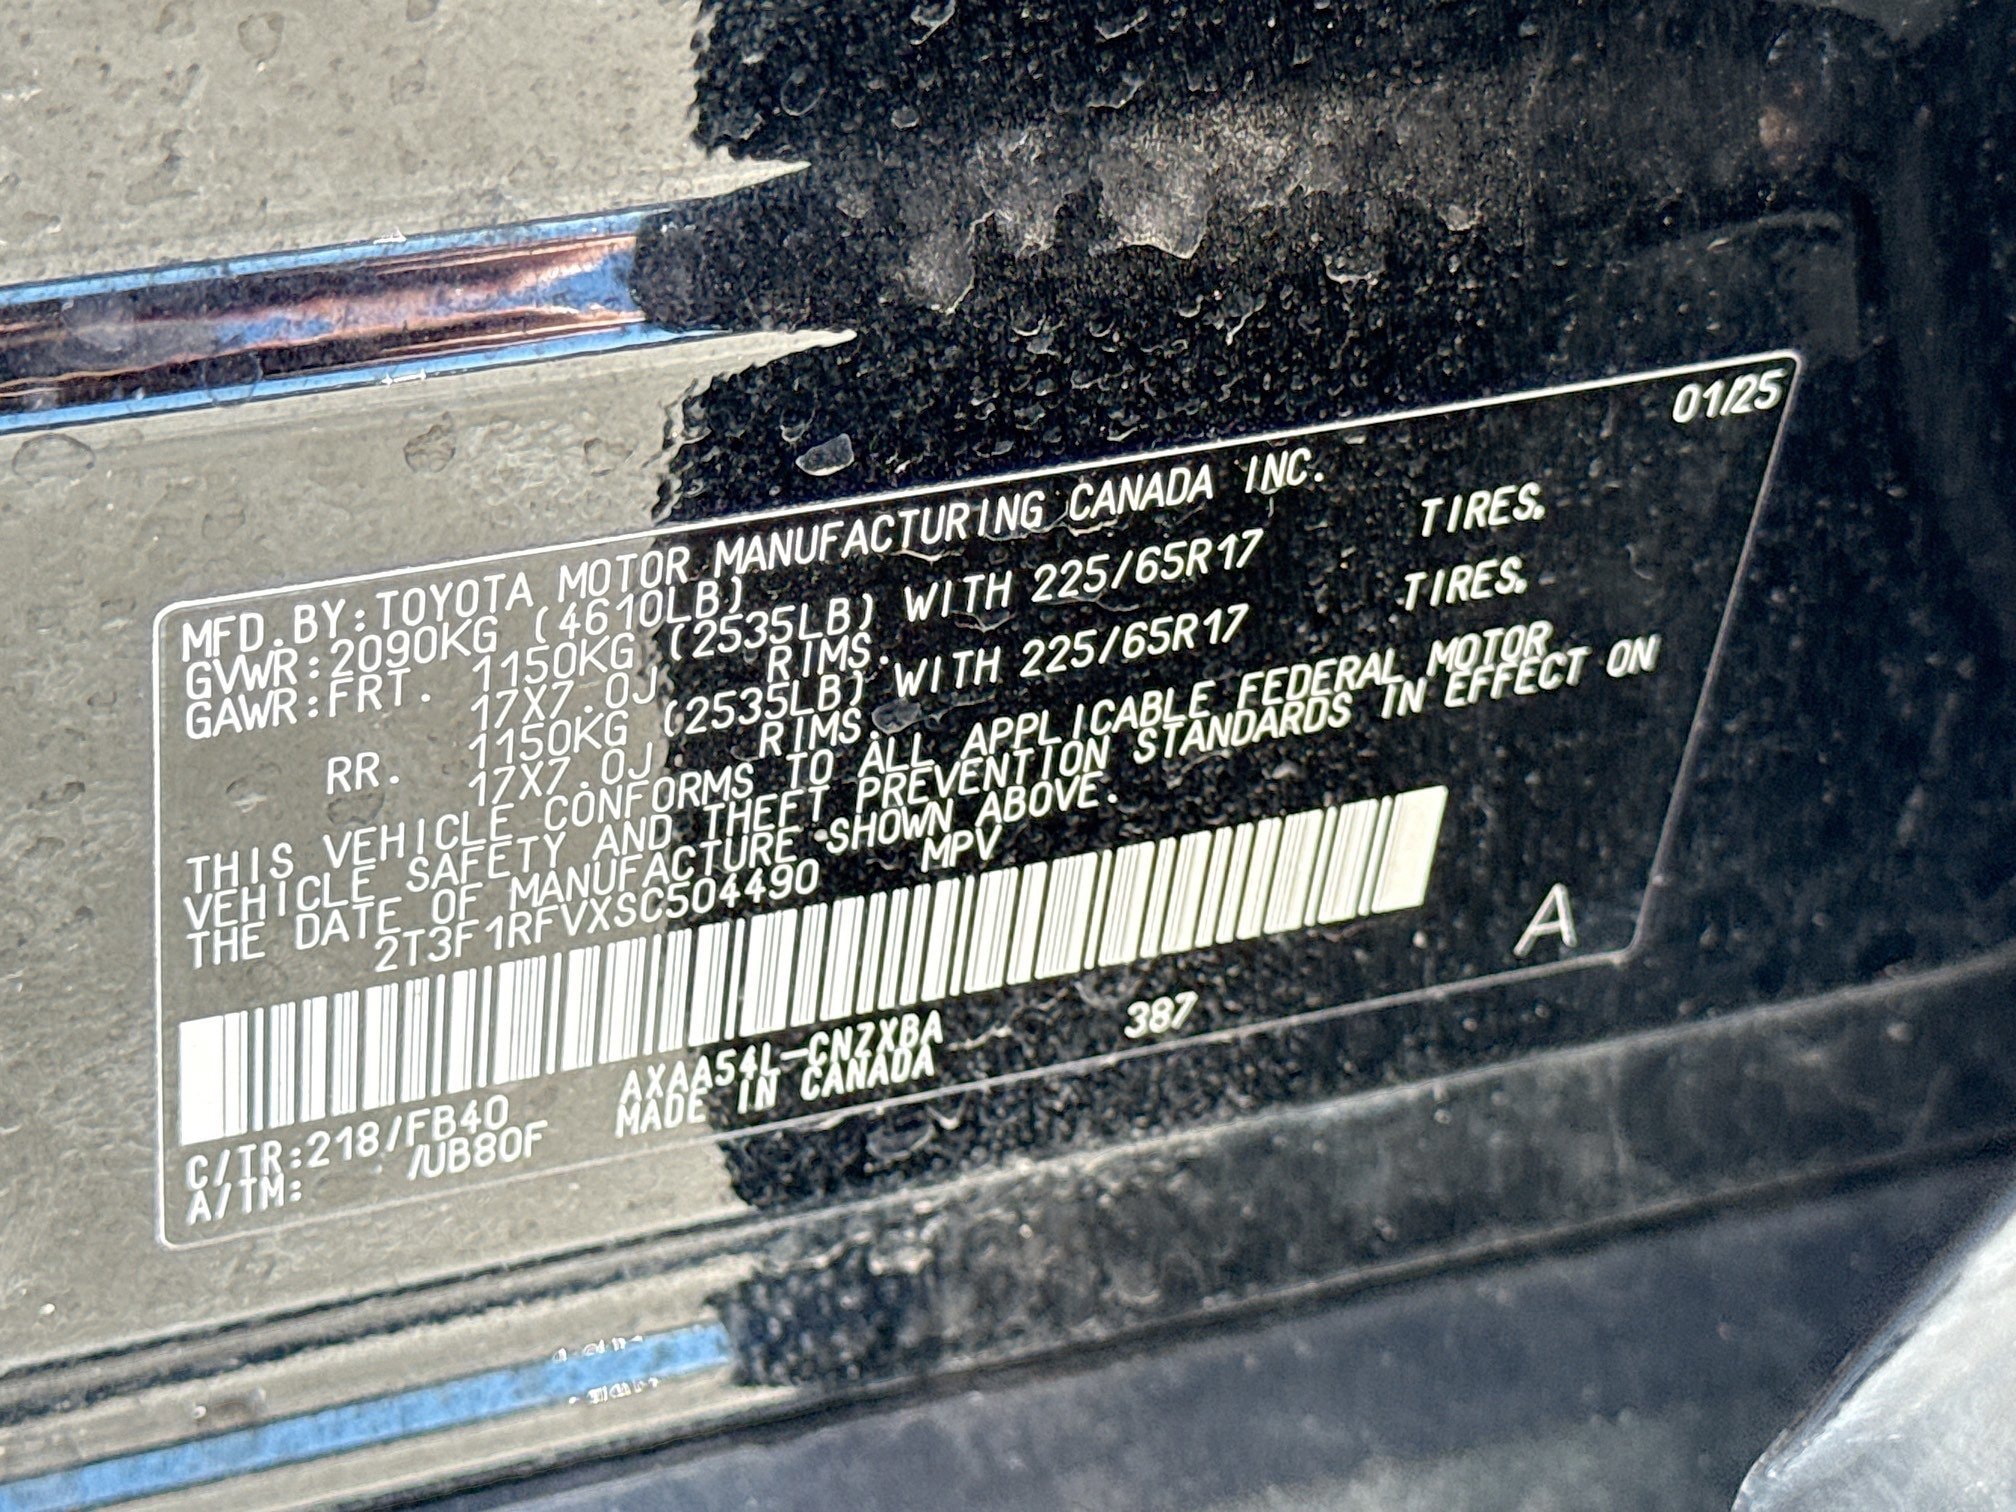 01/25
MFD.BY:TOYOTA MOTOR MANUFACTURING CANADA INC.
GVWR:2090KG (4610LB)
GAWR:FRT. 1150KG (2535LB) WITH 225/65R17 TIRES.
17X7.0J RIMS.
RR. 1150KG (2535LB) WITH 225/65R17 TIRES.
17X7.0J RIMS.
THIS VEHICLE CONFORMS TO ALL APPLICABLE FEDERAL MOTOR
VEHICLE SAFETY AND THEFT PREVENTION STANDARDS IN EFFECT ON
THE DATE OF MANUFACTURE SHOWN ABOVE.
2T3F1RFVXSC504490 MPV
A
C/TR:218/FB40 AXAA54L-CNZXBA 387
A/TM: /UB80F MADE IN CANADA